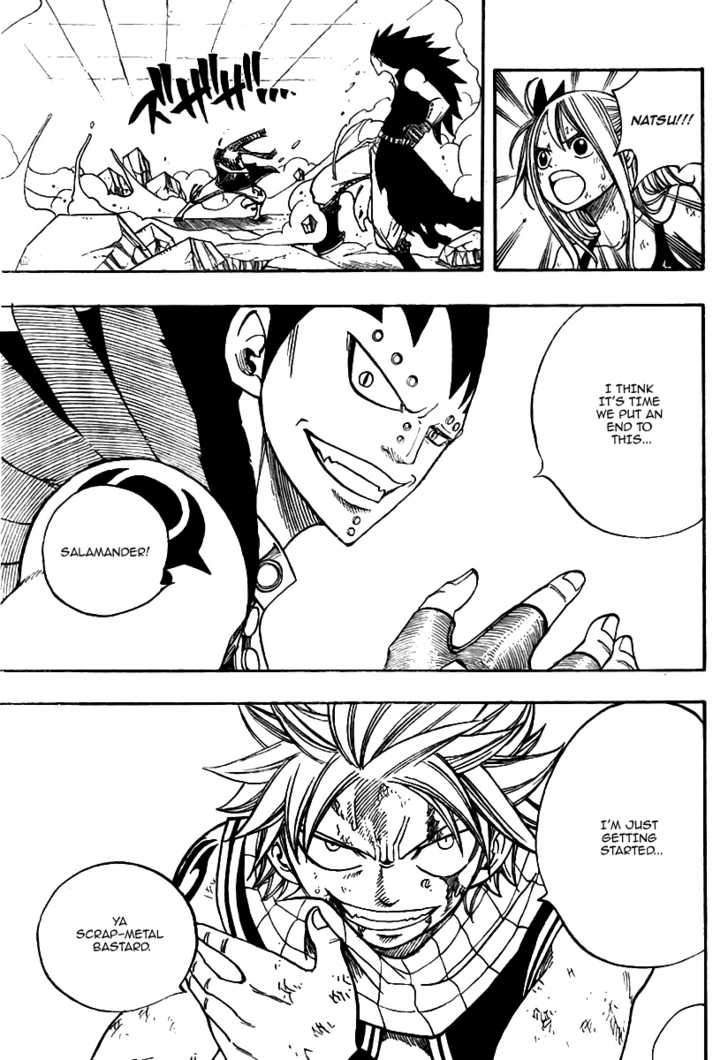 NATSU!!!
ズザザザ...
I THINK
IT'S TIME
WE PUT AN
END TO
THIS...
SALAMANDER!
I'M JUST
GETTING
STARTED...
YA
SCRAP-METAL
BASTARD.